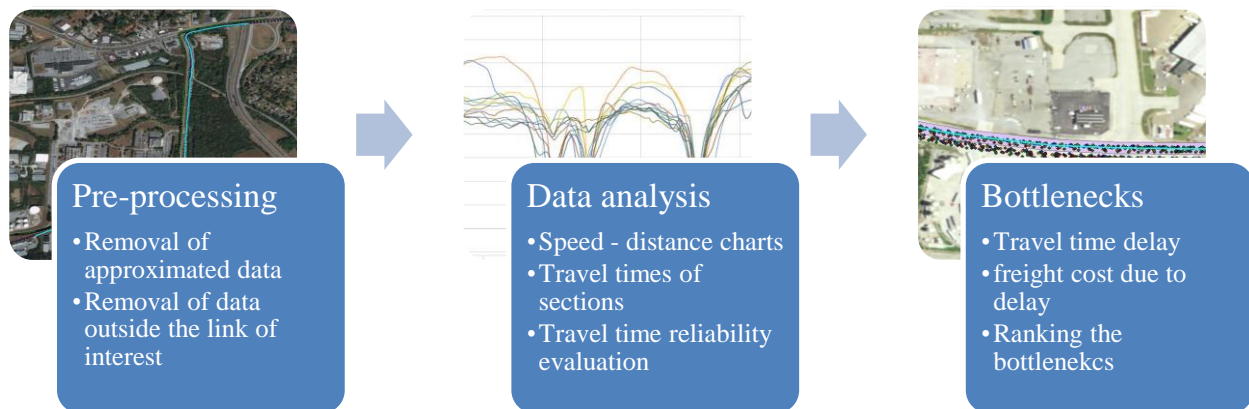 Pre-processing
•Removal of
approximated data
•Removal of data
outside the link of
interest
Data analysis
•Speed - distance charts
•Travel times of
sections
•Travel time reliability
evaluation
Bottlenecks
•Travel time delay
•freight cost due to
delay
•Ranking the
bottlenekcs